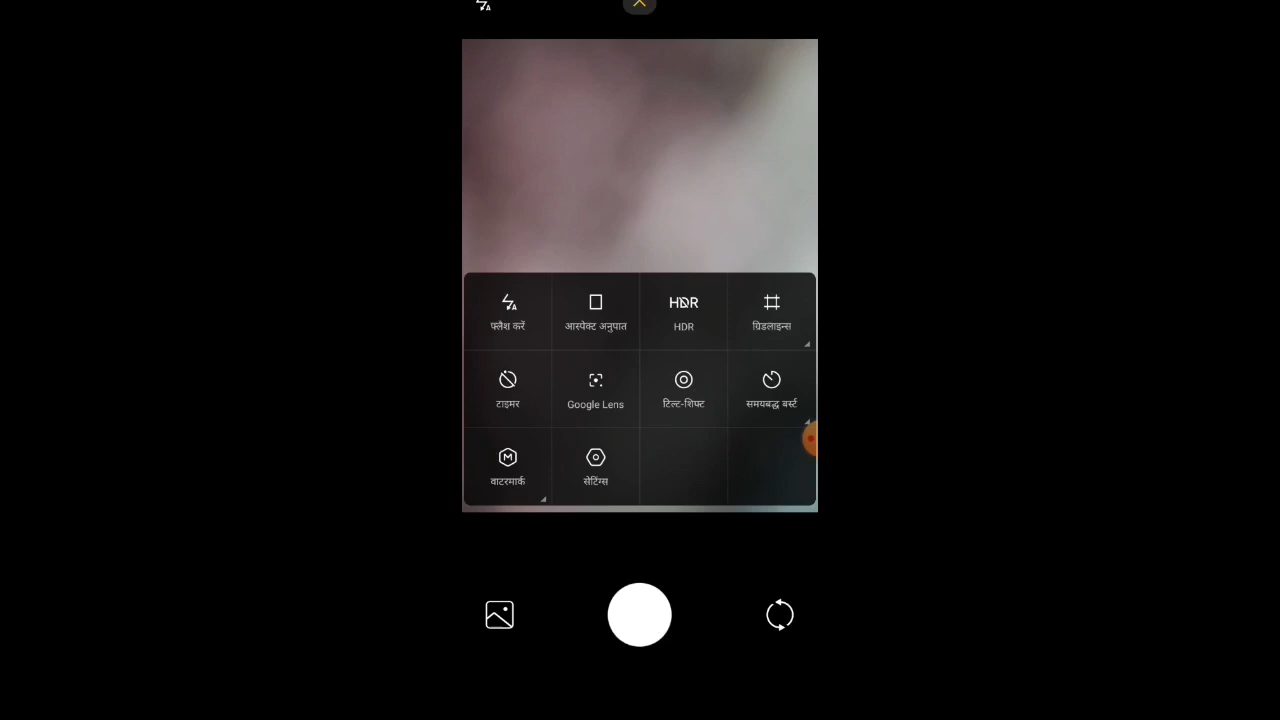 फ्लैश करें
आस्पेक्ट अनुपात
HDR
HDR
ग्रिडलाइन्स
टाइमर
Google Lens
टिल्ट-शिफ्ट
समयबद्ध बर्स्ट
वाटरमार्क
सेटिंग्स